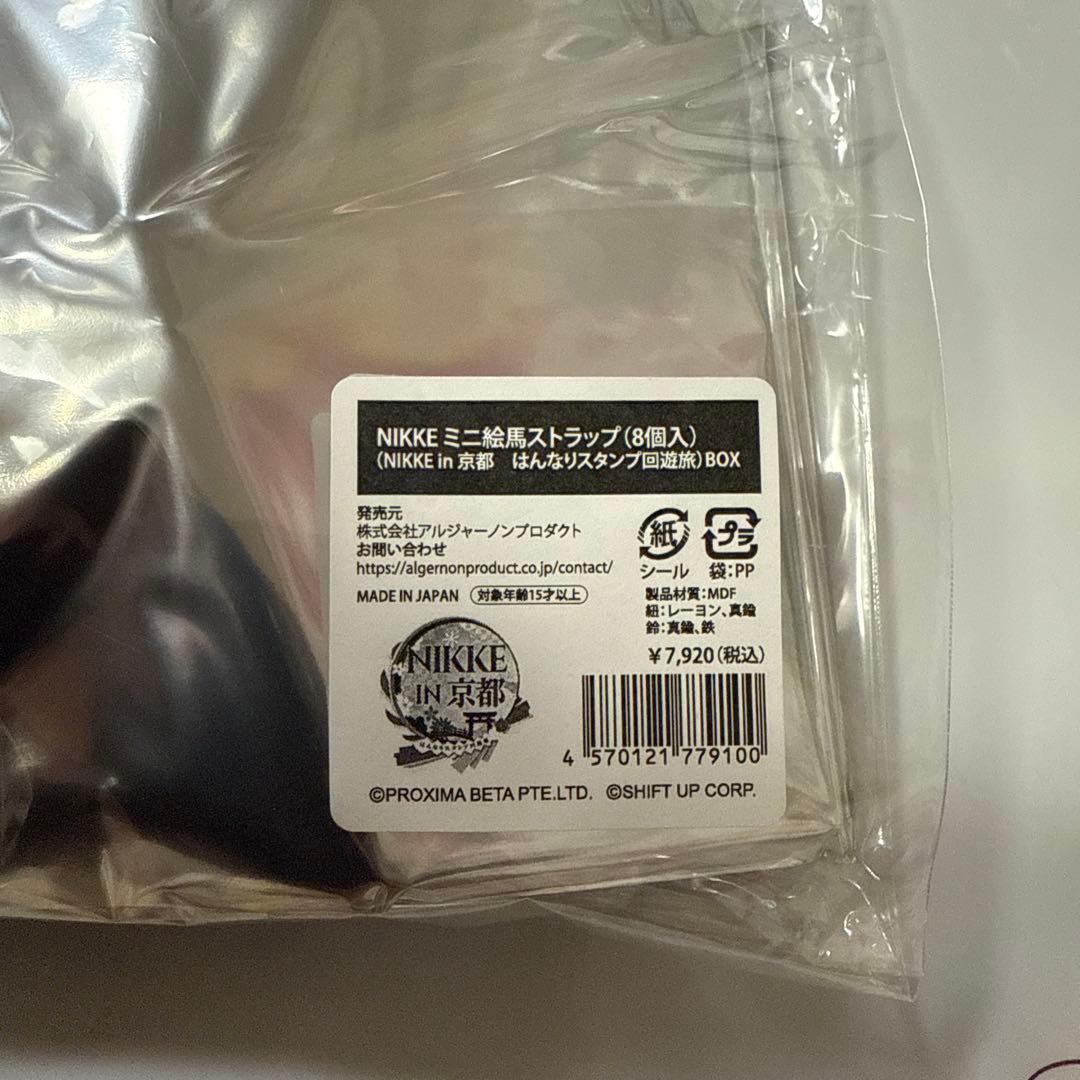 NIKKE ミニ絵馬ストラップ（8個入）
（NIKKE in 京都　はんなりスタンプ回遊旅）BOX
発売元
株式会社アルジャーノンプロダクト
お問い合わせ
https://algernonproduct.co.jp/contact/
MADE IN JAPAN 対象年齢15才以上
紙 プラ
シール 袋：PP
製品材質：MDF
紐：レーヨン、真鍮
鈴：真鍮、鉄
¥7,920（税込）
NIKKE
IN 京都
4 570121 779100
©PROXIMA BETA PTE.LTD. ©SHIFT UP CORP.